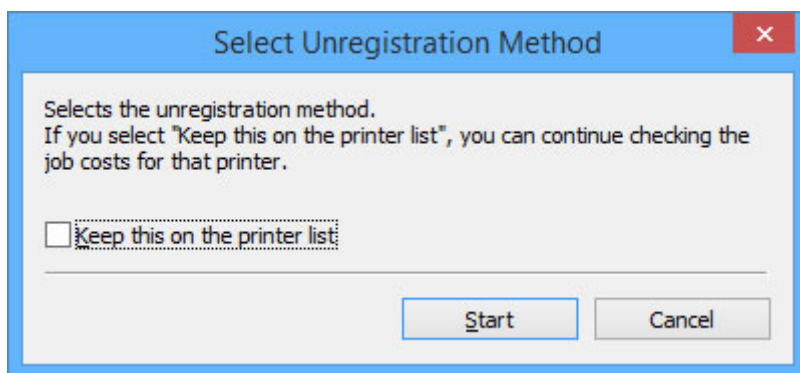 Select Unregistration Method
Selects the unregistration method.
If you select "Keep this on the printer list", you can continue checking the
job costs for that printer.
Keep this on the printer list
Start Cancel